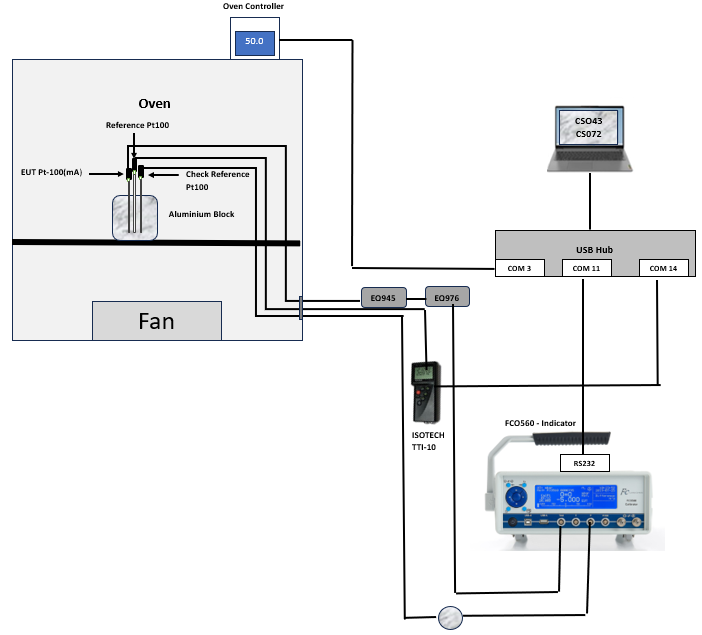 Oven Controller
50.0
Oven
Reference Pt100
EUT Pt-100(mA)
Check Reference
Pt100
Aluminium Block
Fan
CSO43
CS072
USB Hub
COM 3
COM 11
COM 14
EO945
EO976
ISOTECH
TTI-10
FCO560 - Indicator
RS232